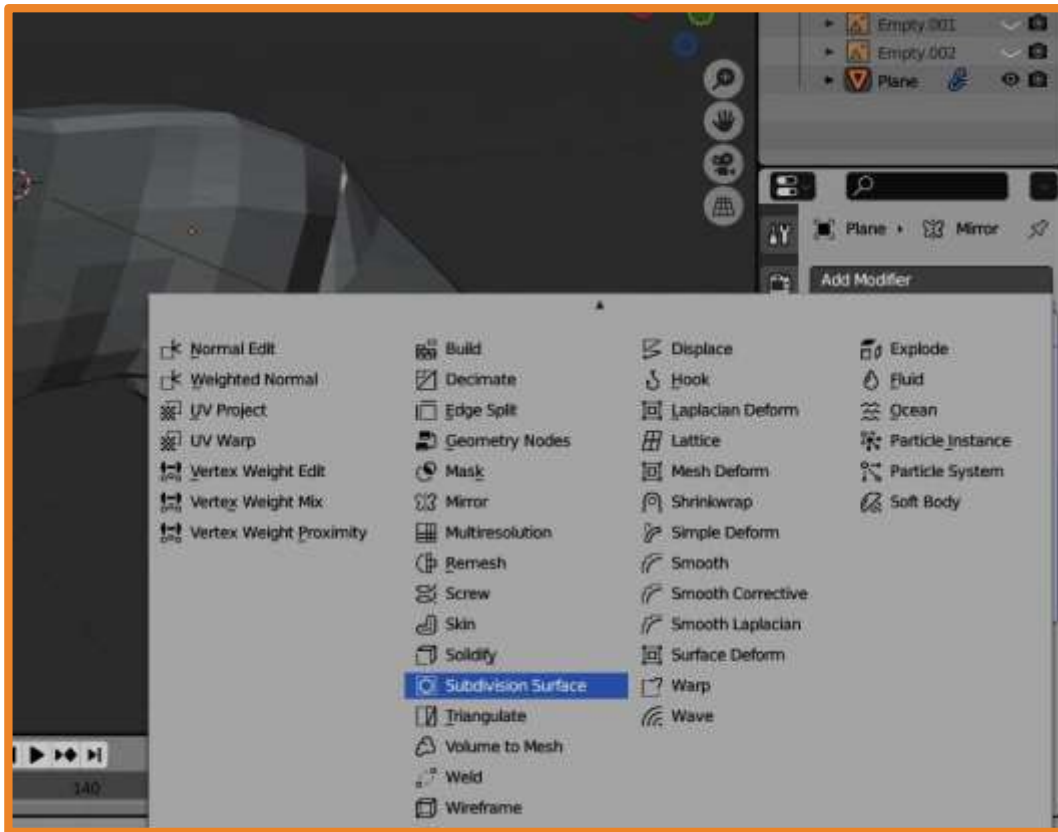 Empty.001
Empty.002
Plane
Plane › Mirror
Add Modifier
Normal Edit
Weighted Normal
UV Project
UV Warp
Vertex Weight Edit
Vertex Weight Mix
Vertex Weight Proximity
Build
Decimate
Edge Split
Geometry Nodes
Mask
Mirror
Multiresolution
Remesh
Screw
Skin
Solidify
Subdivision Surface
Triangulate
Volume to Mesh
Weld
Wireframe
Displace
Hook
Laplacian Deform
Lattice
Mesh Deform
Shrinkwrap
Simple Deform
Smooth
Smooth Corrective
Smooth Laplacian
Surface Deform
Warp
Wave
Explode
Fluid
Ocean
Particle Instance
Particle System
Soft Body
140